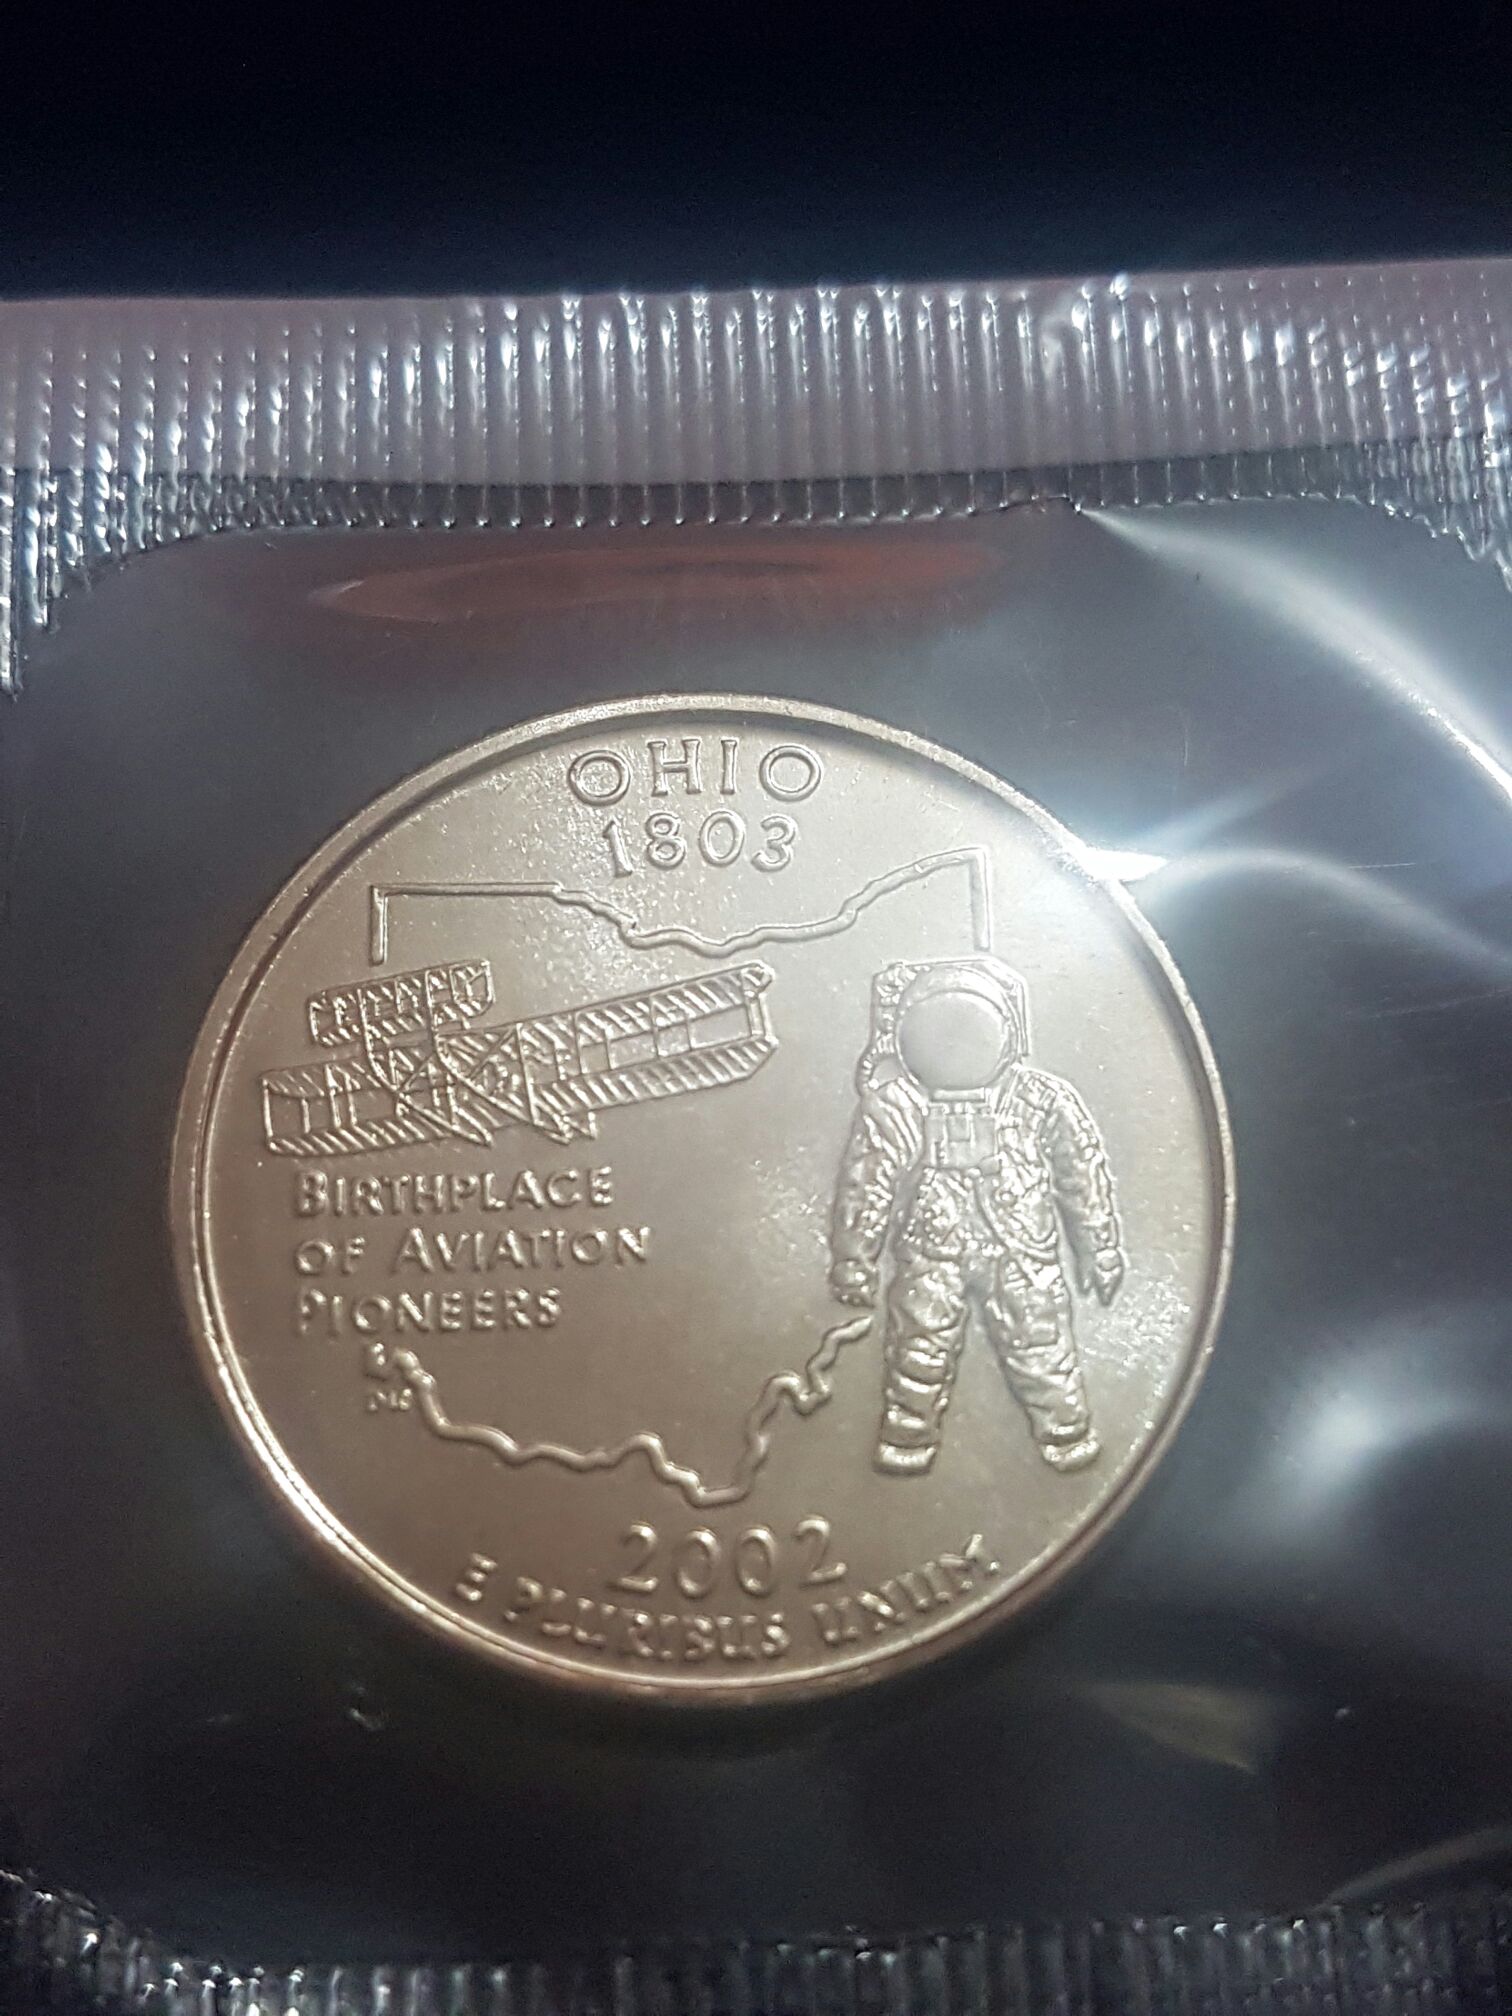 OHIO
1803
BIRTHPLACE
OF AVIATION
PIONEERS
2002
E PLURIBUS UNUM